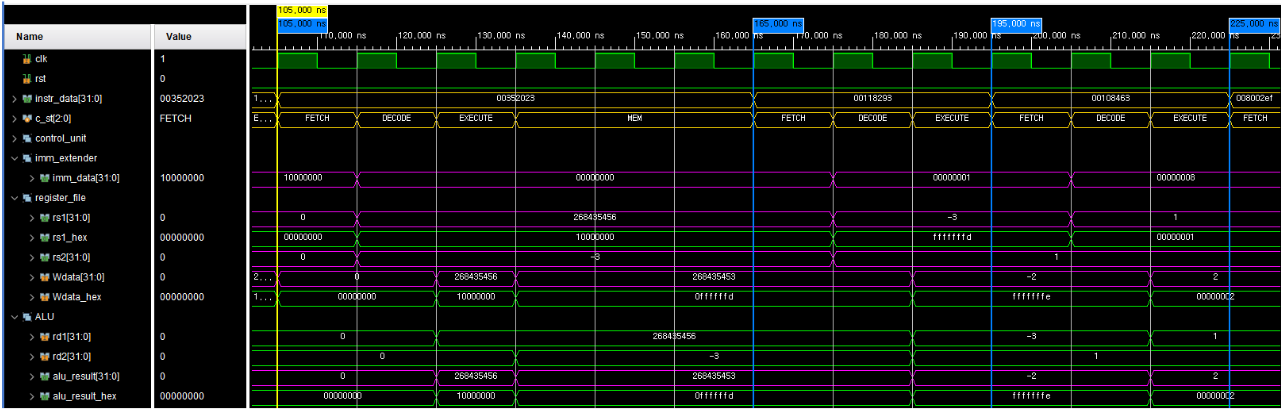 105,000 ns
105,000 ns 165,000 ns 195,000 ns 225,000 ns
Name Value
110,000 ns 120,000 ns 130,000 ns 140,000 ns 150,000 ns 160,000 ns 170,000 ns 180,000 ns 190,000 ns 200,000 ns 210,000 ns 220,000 ns
clk 1
rst 0
instr_data[31:0] 00352023 1... 00352023 00118293 00108463 008002ef
c_st[2:0] FETCH E... FETCH DECODE EXECUTE MEM FETCH DECODE EXECUTE FETCH DECODE EXECUTE FETCH
control_unit
imm_extender
imm_data[31:0] 10000000 10000000 00000000 00000001 00000008
register_file
rs1[31:0] 0 0 268435456 -3 1
rs1_hex 00000000 00000000 10000000 fffffffd 00000001
rs2[31:0] 0 0 -3 1
Wdata[31:0] 0 2... 0 268435456 268435453 -2 2
Wdata_hex 00000000 1... 00000000 10000000 0ffffffd fffffffe 00000002
ALU
rd1[31:0] 0 0 268435456 -3 1
rd2[31:0] 0 0 -3 1
alu_result[31:0] 0 0 268435456 268435453 -2 2
alu_result_hex 00000000 00000000 10000000 0ffffffd fffffffe 00000002